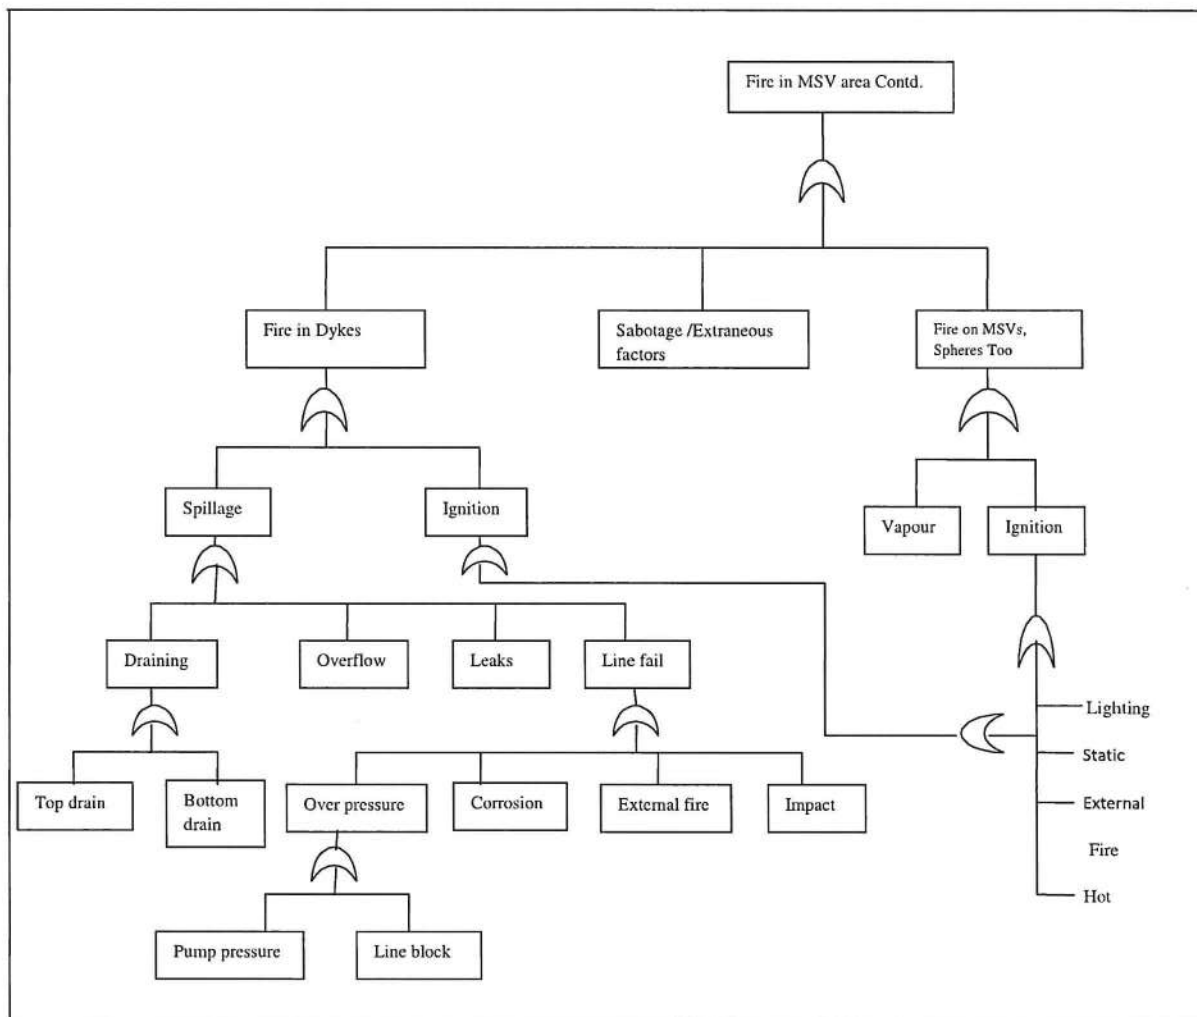 Fire in MSV area Contd.
Fire in Dykes
Sabotage /Extraneous
factors
Fire on MSVs,
Spheres Too
Spillage
Ignition
Vapour
Ignition
Draining
Overflow
Leaks
Line fail
Lighting
Static
External
Fire
Hot
Top drain
Bottom
drain
Over pressure
Corrosion
External fire
Impact
Pump pressure
Line block